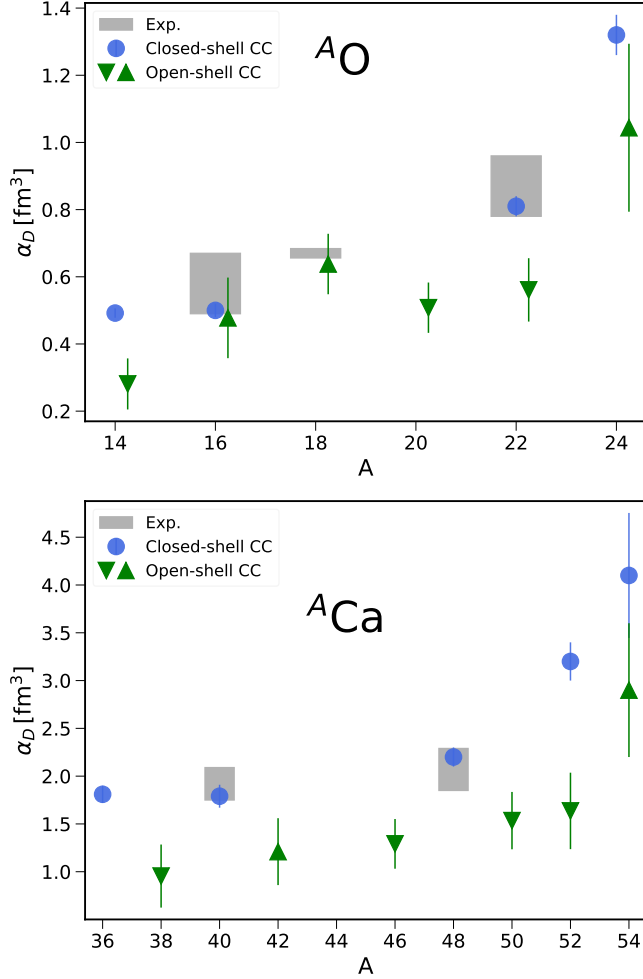 1.4
1.2
1.0
0.8
0.6
0.4
0.2
α_D [fm³]
Exp.
Closed-shell CC
Open-shell CC
ᴬO
14 16 18 20 22 24
A
4.5
4.0
3.5
3.0
2.5
2.0
1.5
1.0
α_D [fm³]
Exp.
Closed-shell CC
Open-shell CC
ᴬCa
36 38 40 42 44 46 48 50 52 54
A